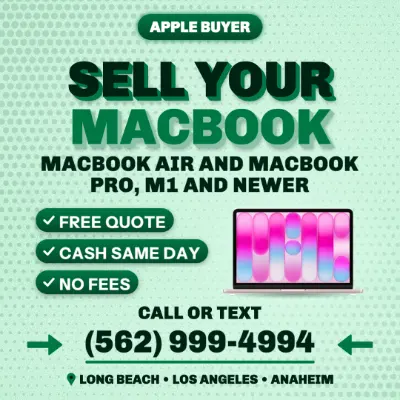 APPLE BUYER
SELL YOUR
MACBOOK
MACBOOK AIR AND MACBOOK
PRO, M1 AND NEWER
FREE QUOTE
CASH SAME DAY
NO FEES
CALL OR TEXT
(562) 999-4994
LONG BEACH • LOS ANGELES • ANAHEIM